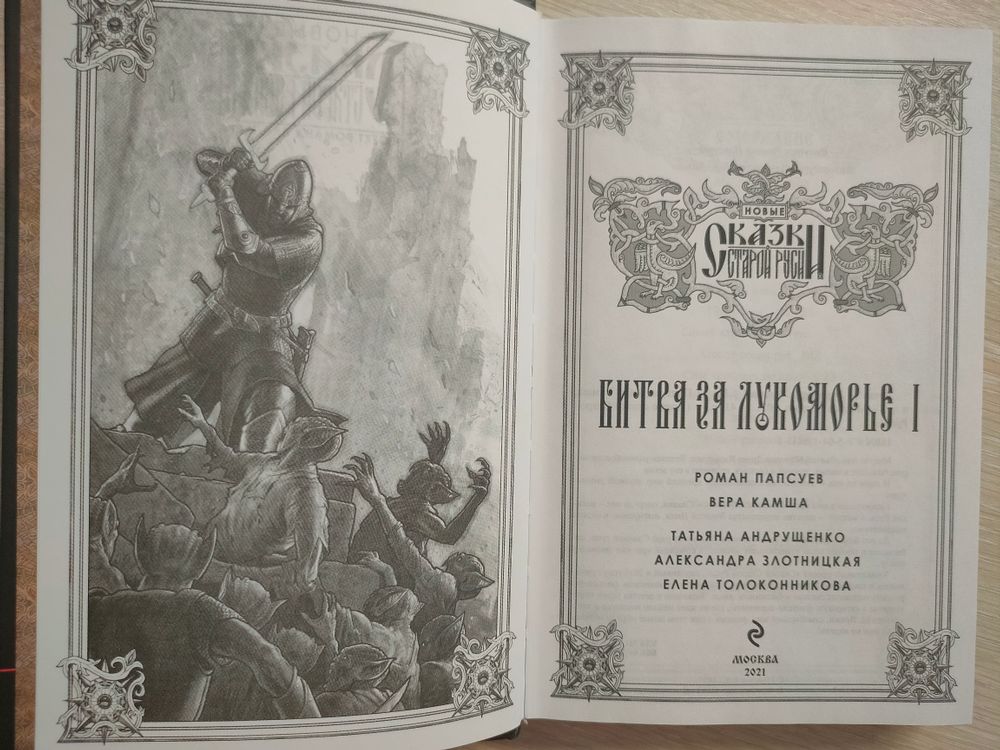 НОВЫЕ
СКАЗКИ
СТАРОЙ РУСИ
БИТВА ЗА ЛУКОМОРЬЕ I
РОМАН ПАПСУЕВ
ВЕРА КАМША
ТАТЬЯНА АНДРУЩЕНКО
АЛЕКСАНДРА ЗЛОТНИЦКАЯ
ЕЛЕНА ТОЛОКОННИКОВА
МОСКВА
2021